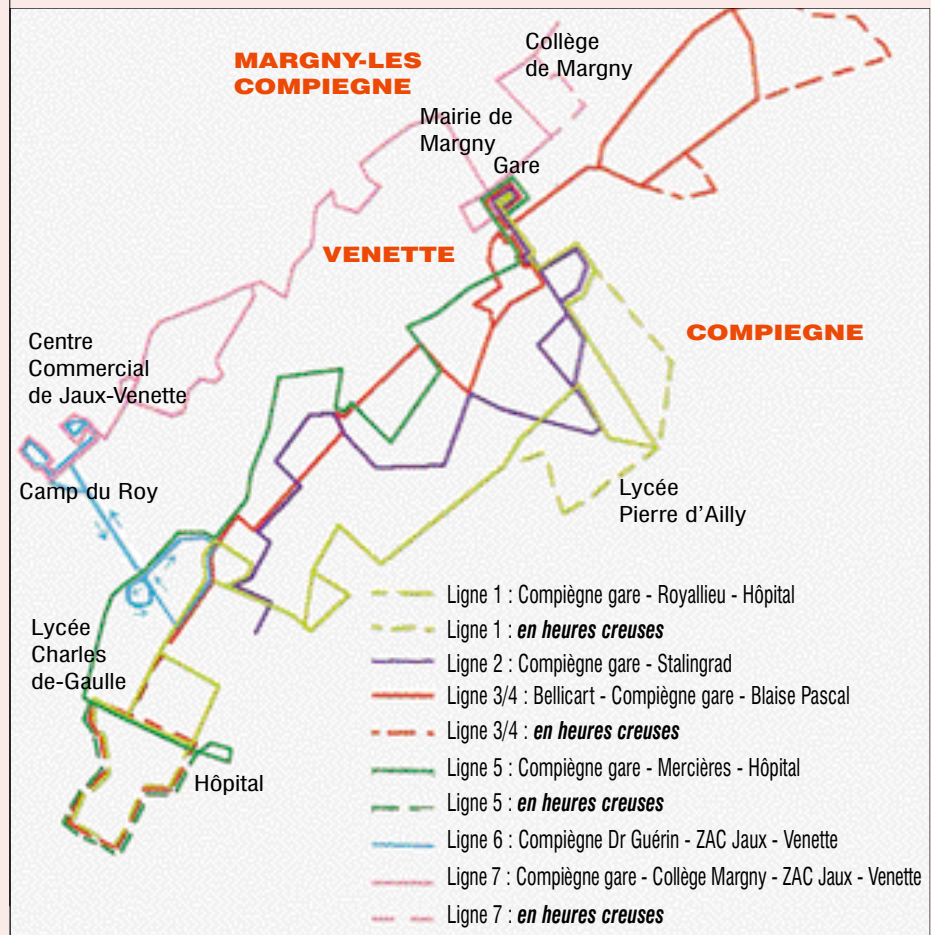 MARGNY-LES
COMPIEGNE
Collège
de Margny
Mairie de
Margny
Gare
VENETTE
COMPIEGNE
Centre
Commercial
de Jaux-Venette
Camp du Roy
Lycée
Pierre d'Ailly
Lycée
Charles
de-Gaulle
Hôpital
Ligne 1 : Compiègne gare - Royallieu - Hôpital
Ligne 1 : en heures creuses
Ligne 2 : Compiègne gare - Stalingrad
Ligne 3/4 : Bellicart - Compiègne gare - Blaise Pascal
Ligne 3/4 : en heures creuses
Ligne 5 : Compiègne gare - Mercières - Hôpital
Ligne 5 : en heures creuses
Ligne 6 : Compiègne Dr Guérin - ZAC Jaux - Venette
Ligne 7 : Compiègne gare - Collège Margny - ZAC Jaux - Venette
Ligne 7 : en heures creuses